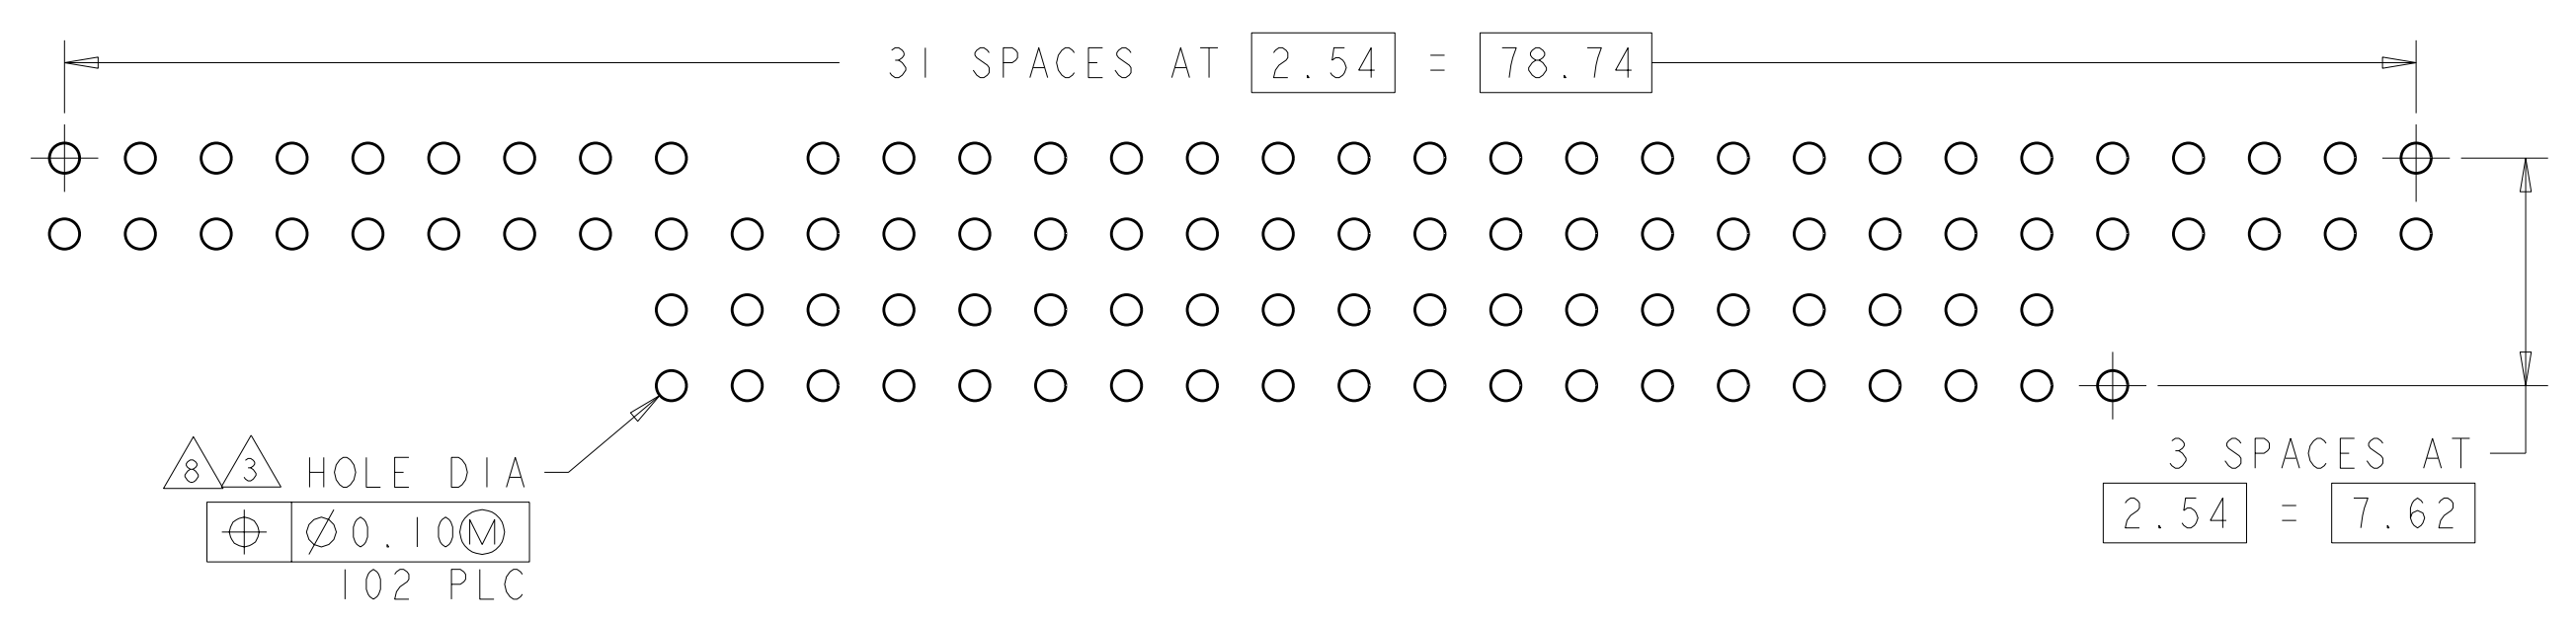 31 SPACES AT 2.54 = 78.74
8 3 HOLE DIA
⌖ Ø0.10Ⓜ
102 PLC
3 SPACES AT
2.54 = 7.62